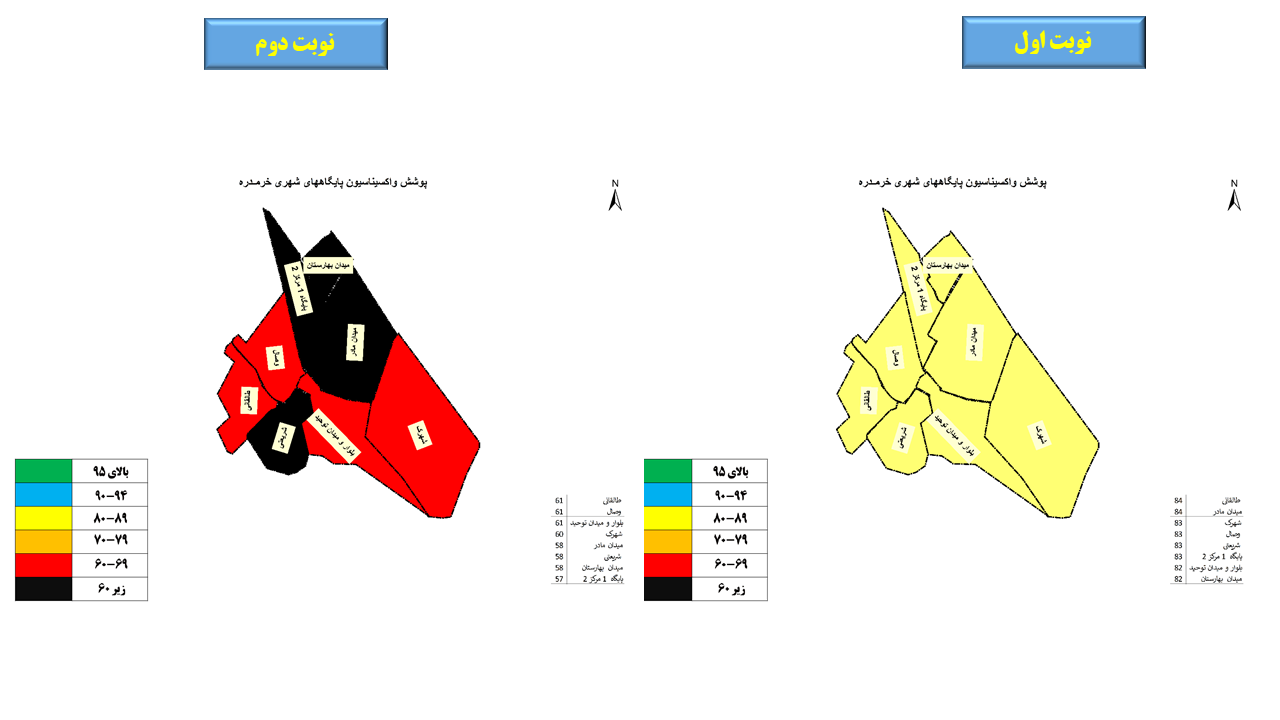 نوبت اول
پوشش واکسیناسیون پایگاههای شهری خرمدره
N
میدان بهارستان
پایگاه 1 مرکز 2
میدان مادر
وصال
طالقانی
شریعتی
بلوار و میدان توحید
شهرک
بالای ۹۵
۹۰-۹۴
۸۰-۸۹
۷۰-۷۹
۶۰-۶۹
زیر ۶۰
طالقانی 84
میدان مادر 84
شهرک 83
وصال 83
شریعتی 83
پایگاه 1 مرکز 2 83
بلوار و میدان توحید 82
میدان بهارستان 82
نوبت دوم
پوشش واکسیناسیون پایگاههای شهری خرمدره
N
میدان بهارستان
پایگاه 1 مرکز 2
میدان مادر
وصال
طالقانی
شریعتی
بلوار و میدان توحید
شهرک
بالای ۹۵
۹۰-۹۴
۸۰-۸۹
۷۰-۷۹
۶۰-۶۹
زیر ۶۰
طالقانی 61
وصال 61
بلوار و میدان توحید 61
شهرک 60
میدان مادر 58
شریعتی 58
میدان بهارستان 58
پایگاه 1 مرکز 2 57